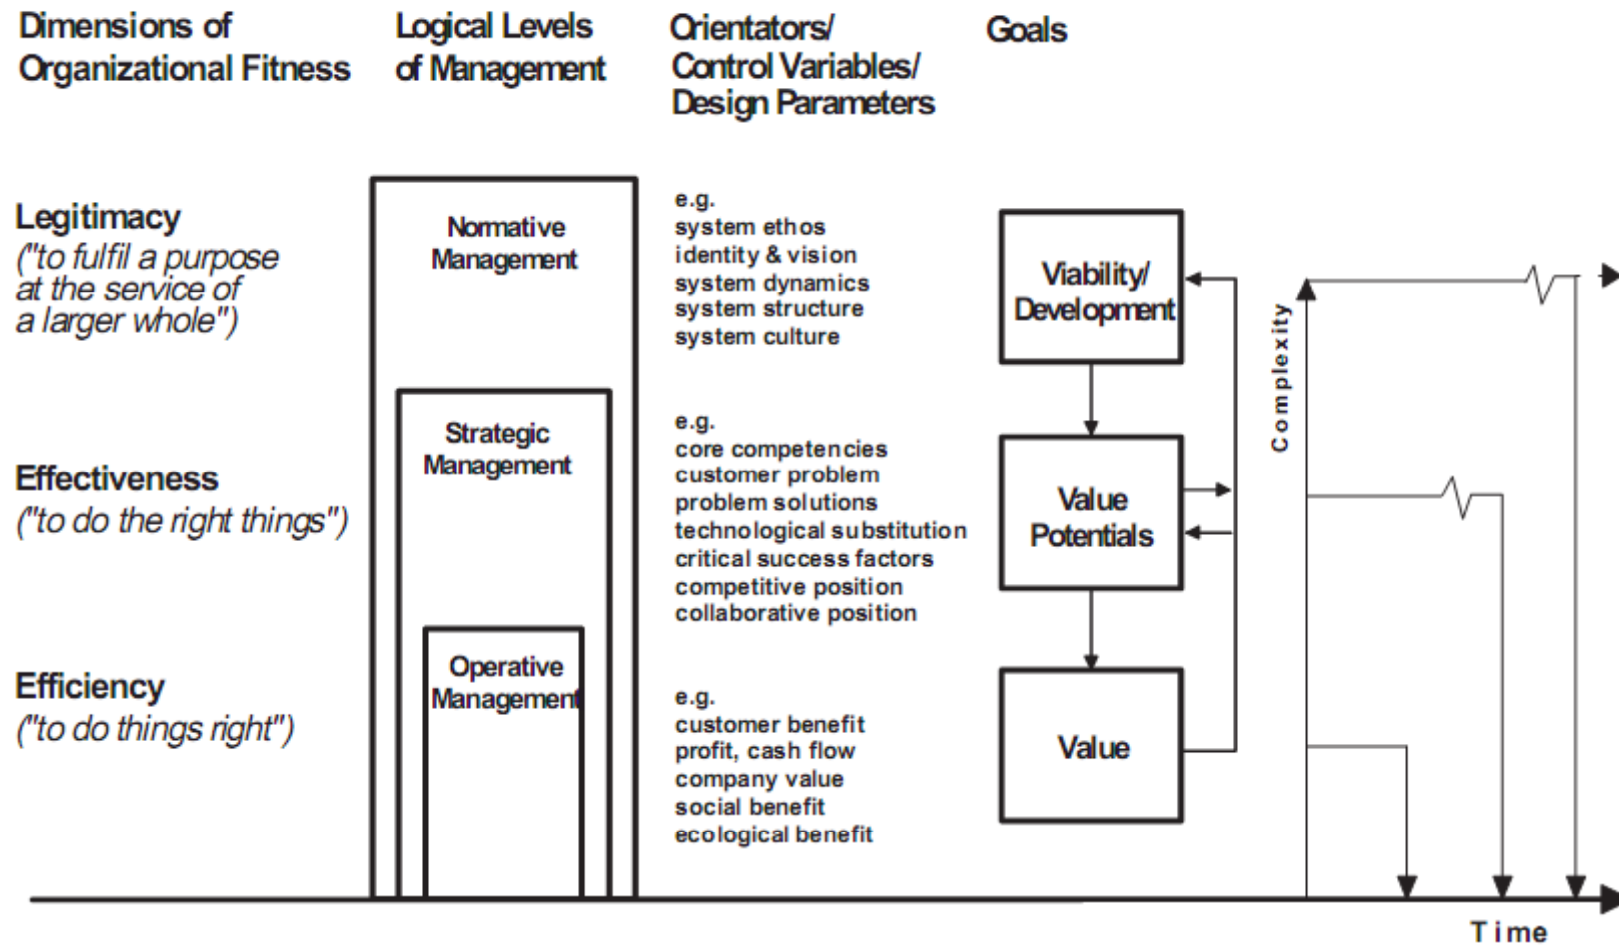 Dimensions of
Organizational Fitness
Logical Levels
of Management
Orientators/
Control Variables/
Design Parameters
Goals
Legitimacy
("to fulfil a purpose
at the service of
a larger whole")
Normative
Management
e.g.
system ethos
identity & vision
system dynamics
system structure
system culture
Viability/
Development
Complexity
Effectiveness
("to do the right things")
Strategic
Management
e.g.
core competencies
customer problem
problem solutions
technological substitution
critical success factors
competitive position
collaborative position
Value
Potentials
Efficiency
("to do things right")
Operative
Management
e.g.
customer benefit
profit, cash flow
company value
social benefit
ecological benefit
Value
Time